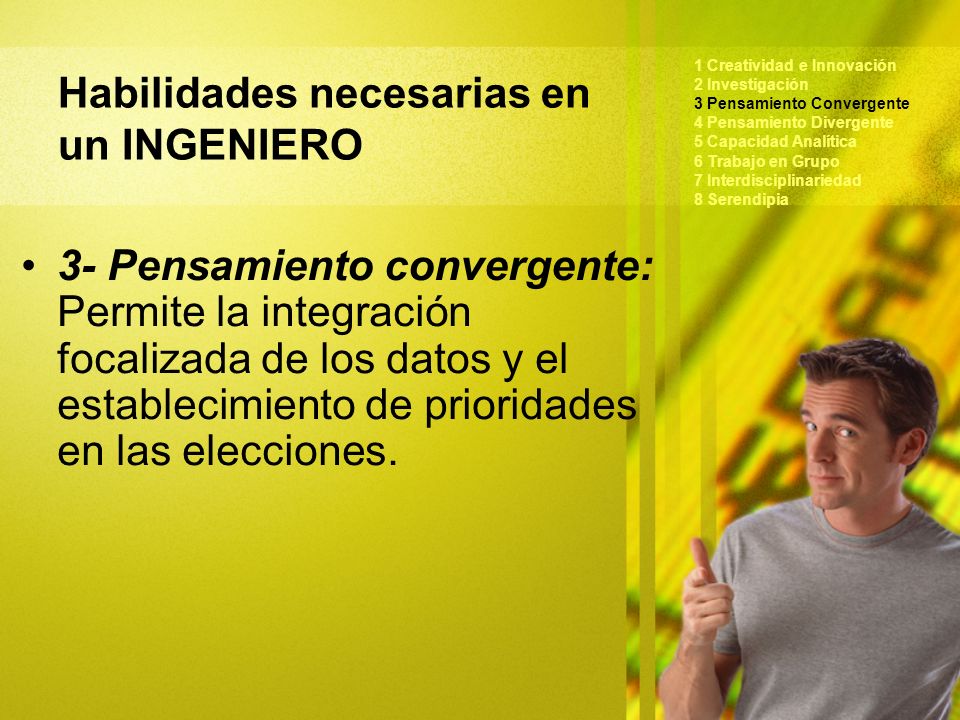 Habilidades necesarias en
un INGENIERO
1 Creatividad e Innovación
2 Investigación
3 Pensamiento Convergente
4 Pensamiento Divergente
5 Capacidad Analítica
6 Trabajo en Grupo
7 Interdisciplinariedad
8 Serendipia
• 3- Pensamiento convergente:
Permite la integración
focalizada de los datos y el
establecimiento de prioridades
en las elecciones.